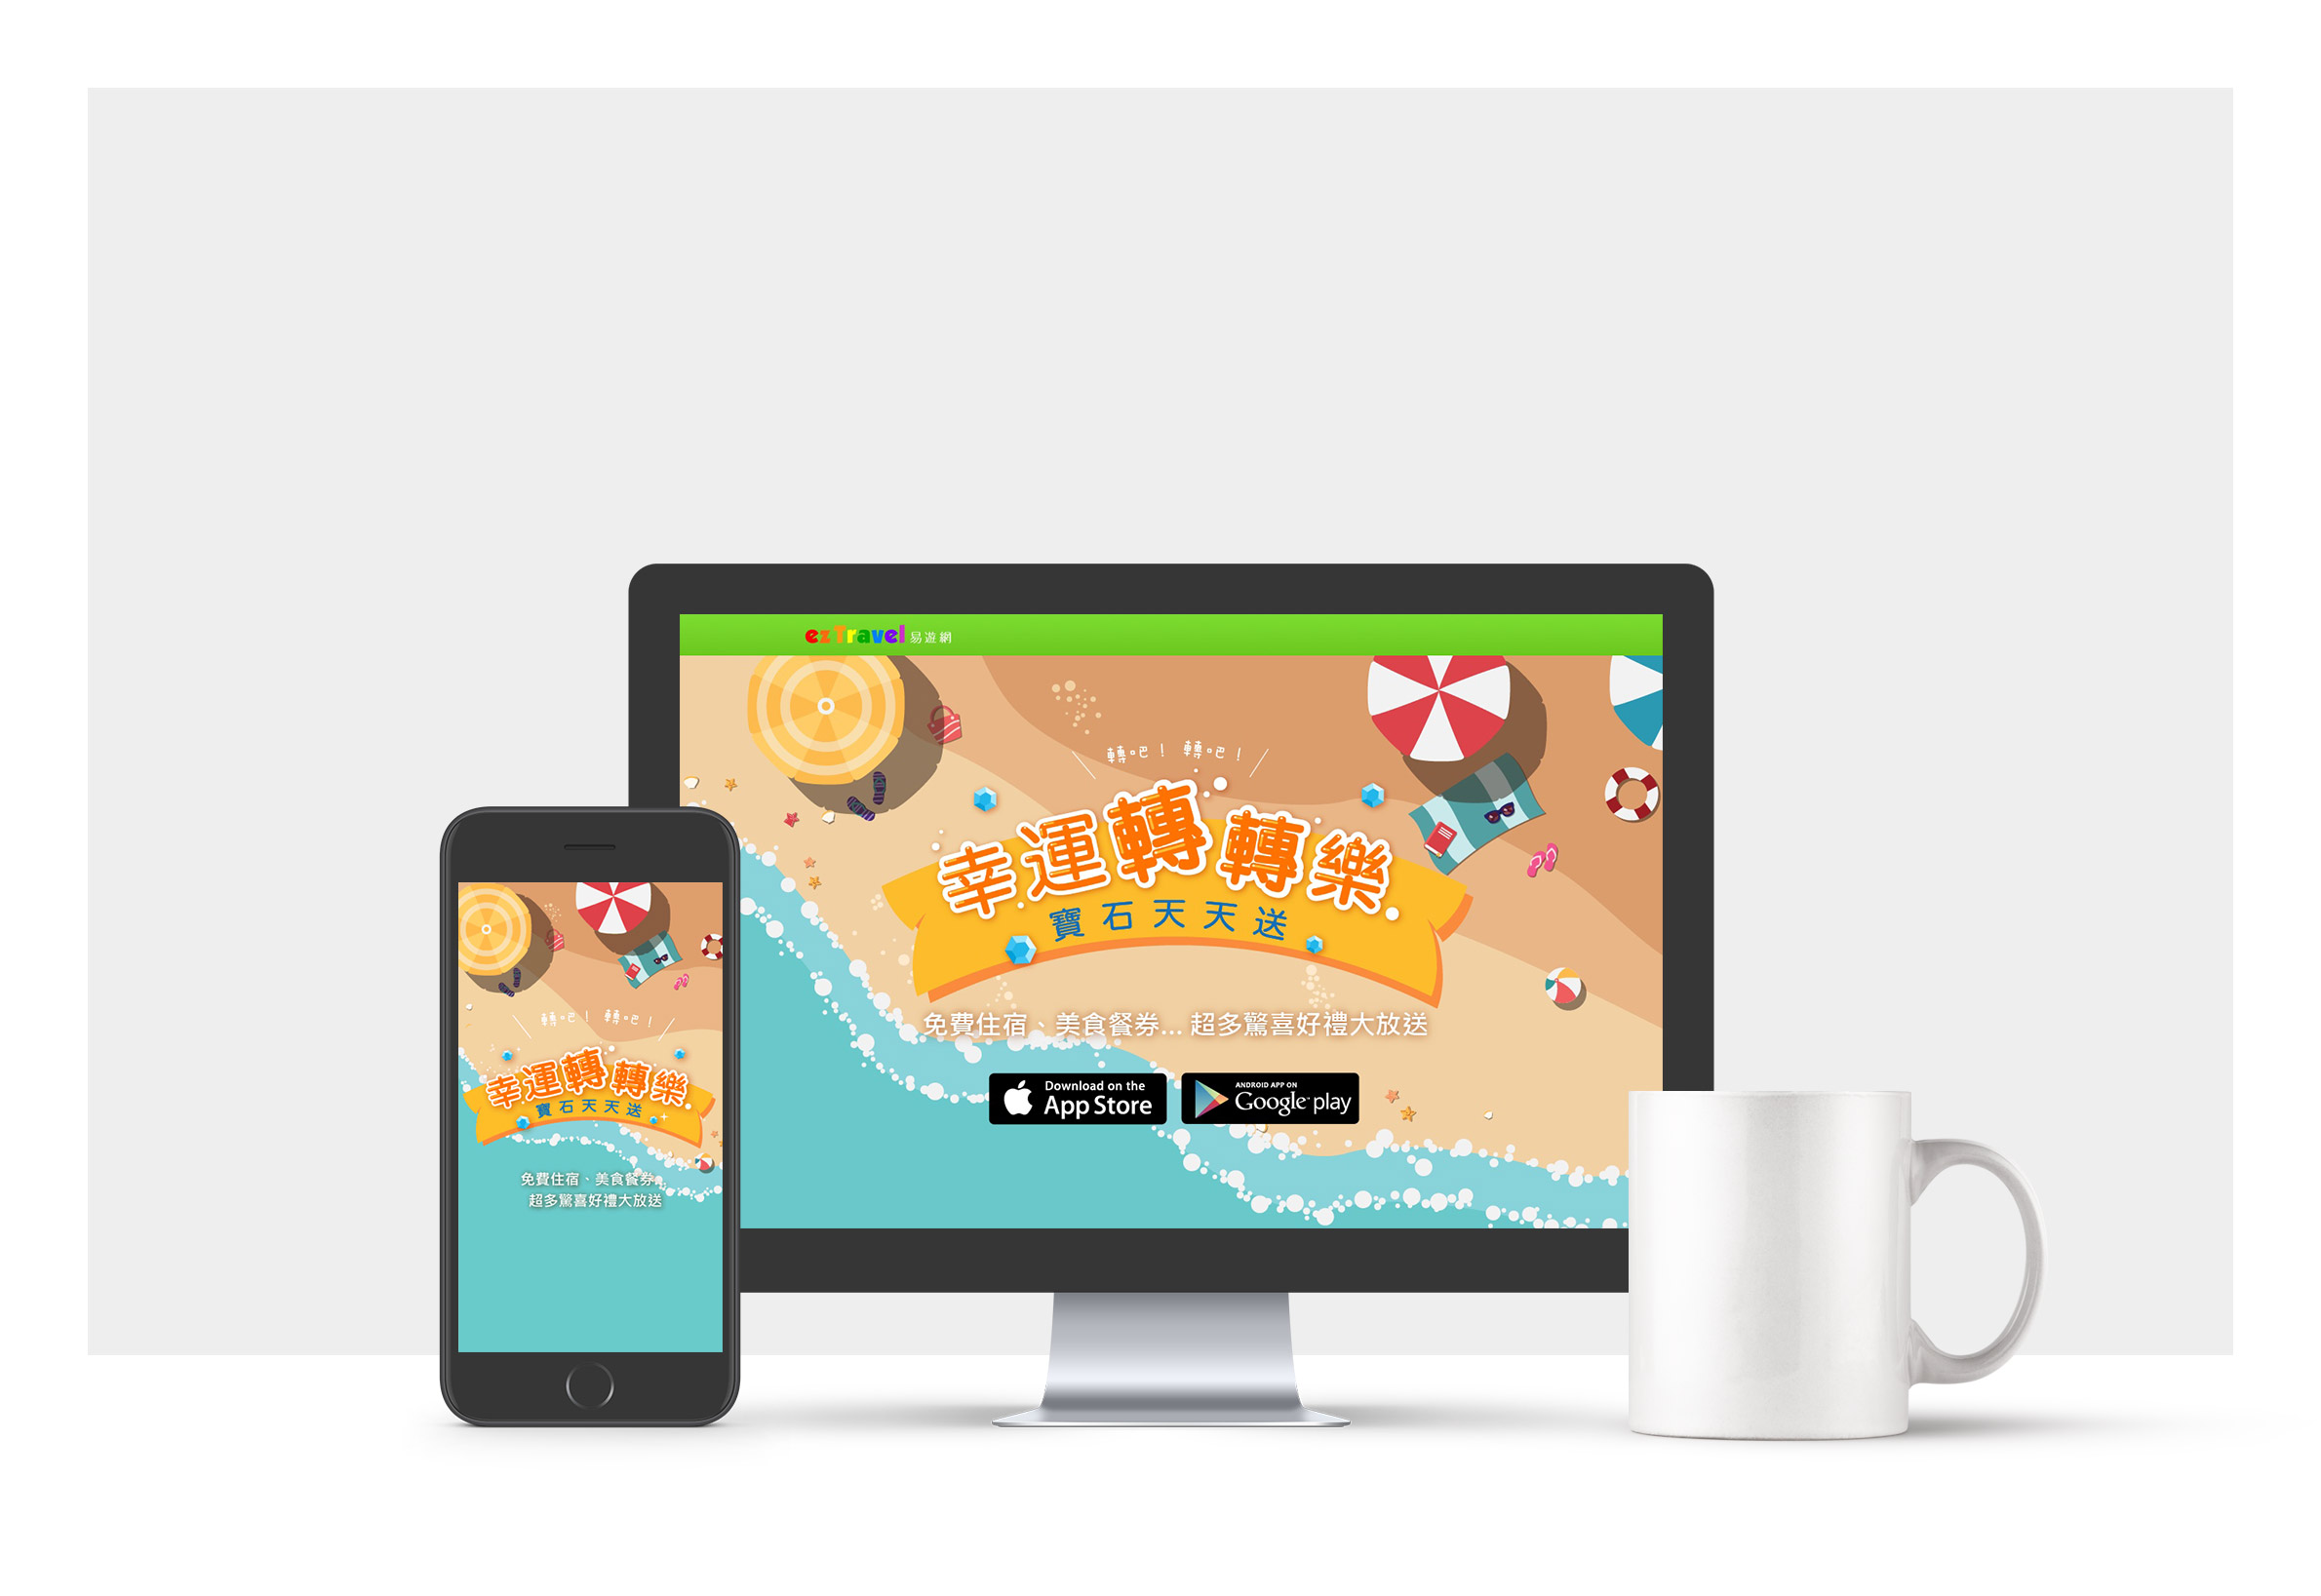 ezTravel 易遊網
轉吧！ 轉吧！
幸運轉轉樂
寶石天天送
免費住宿、美食餐券... 超多驚喜好禮大放送
Download on the
App Store
ANDROID APP ON
Google play
轉吧！ 轉吧！
幸運轉轉樂
寶石天天送
免費住宿、美食餐券...
超多驚喜好禮大放送